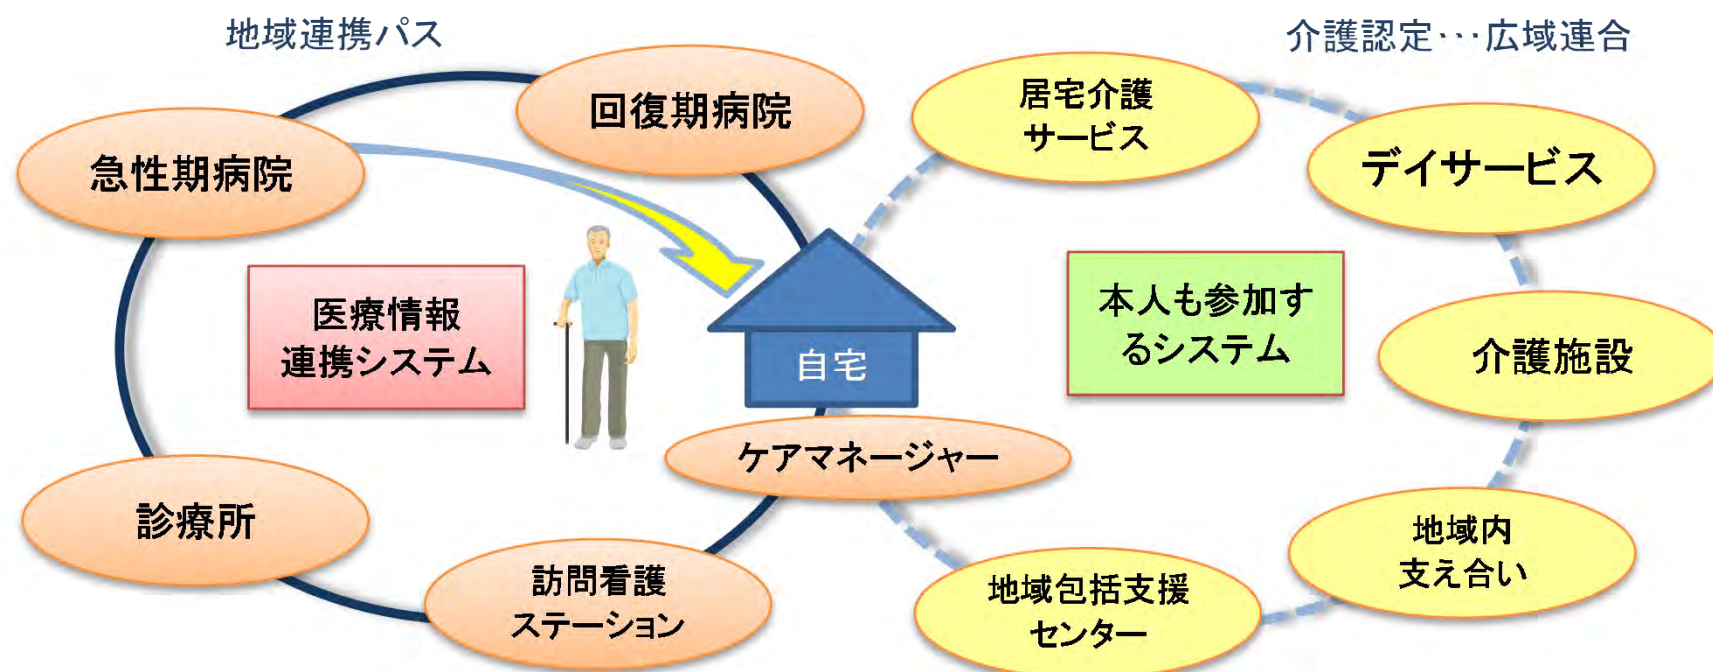 地域連携パス
介護認定…広域連合
回復期病院
急性期病院
居宅介護
サービス
デイサービス
医療情報
連携システム
自宅
本人も参加す
るシステム
介護施設
ケアマネージャー
診療所
訪問看護
ステーション
地域包括支援
センター
地域内
支え合い